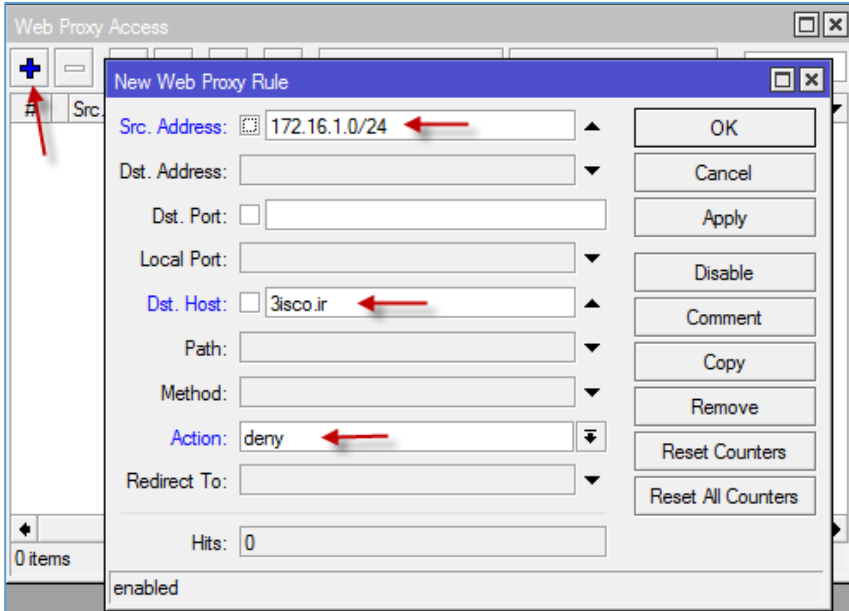 Web Proxy Access
# Src.
New Web Proxy Rule
Src. Address: 172.16.1.0/24
Dst. Address:
Dst. Port:
Local Port:
Dst. Host: 3isco.ir
Path:
Method:
Action: deny
Redirect To:
Hits: 0
enabled
OK
Cancel
Apply
Disable
Comment
Copy
Remove
Reset Counters
Reset All Counters
0 items